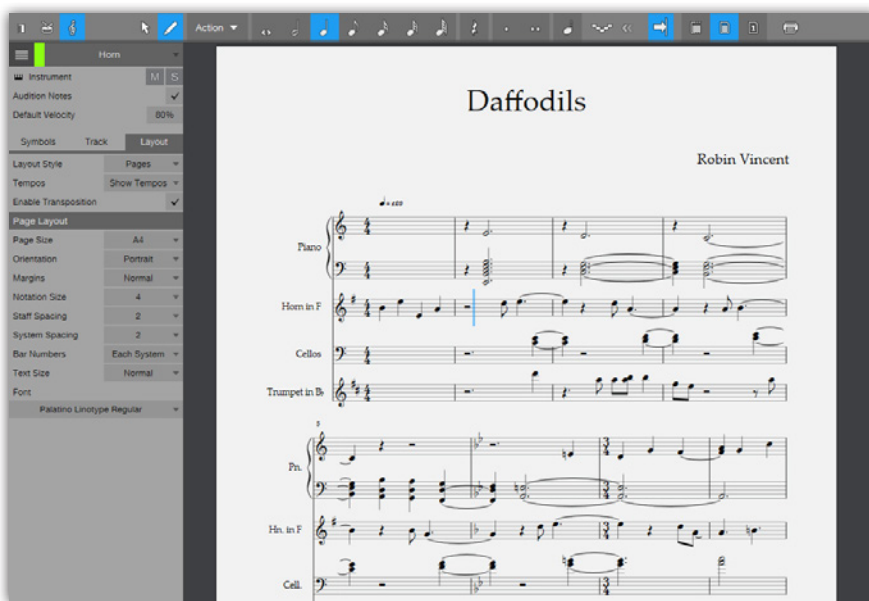 Action
Horn
Instrument M S
Audition Notes
Default Velocity 80%
Symbols Track Layout
Layout Style Pages
Tempos Show Tempos
Enable Transposition
Page Layout
Page Size A4
Orientation Portrait
Margins Normal
Notation Size 4
Staff Spacing 2
System Spacing 2
Bar Numbers Each System
Text Size Normal
Font
Palatino Linotype Regular
Daffodils
Robin Vincent
Piano
Horn in F
Cellos
Trumpet in B♭
5
Pn.
Hn. in F
Cell.